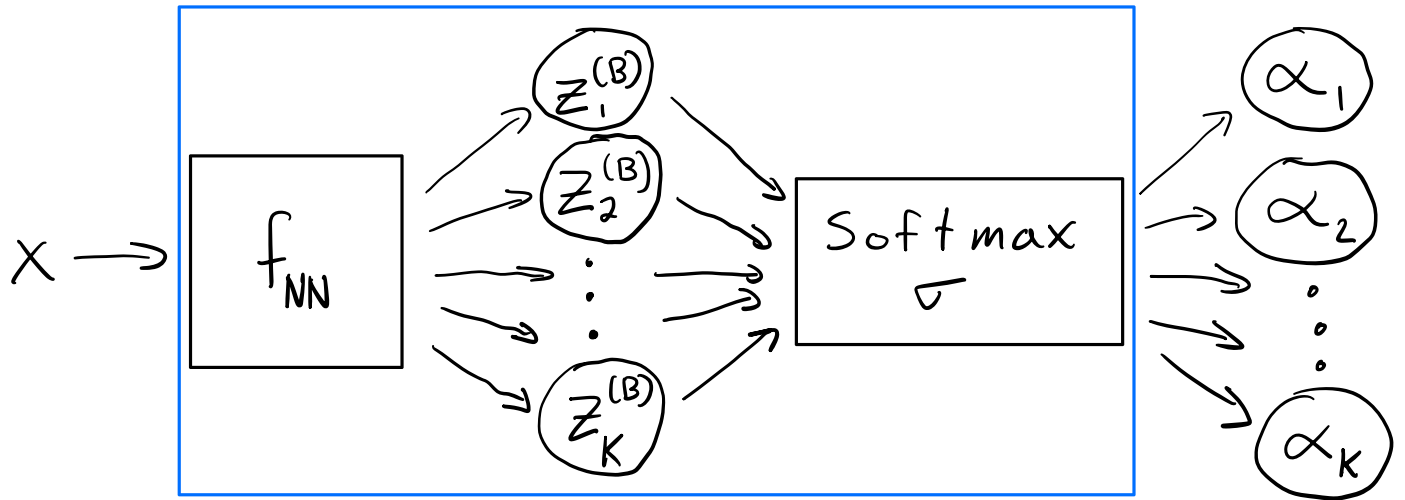 X
f_NN
z_1^(B)
z_2^(B)
z_K^(B)
Softmax
σ
α_1
α_2
α_K